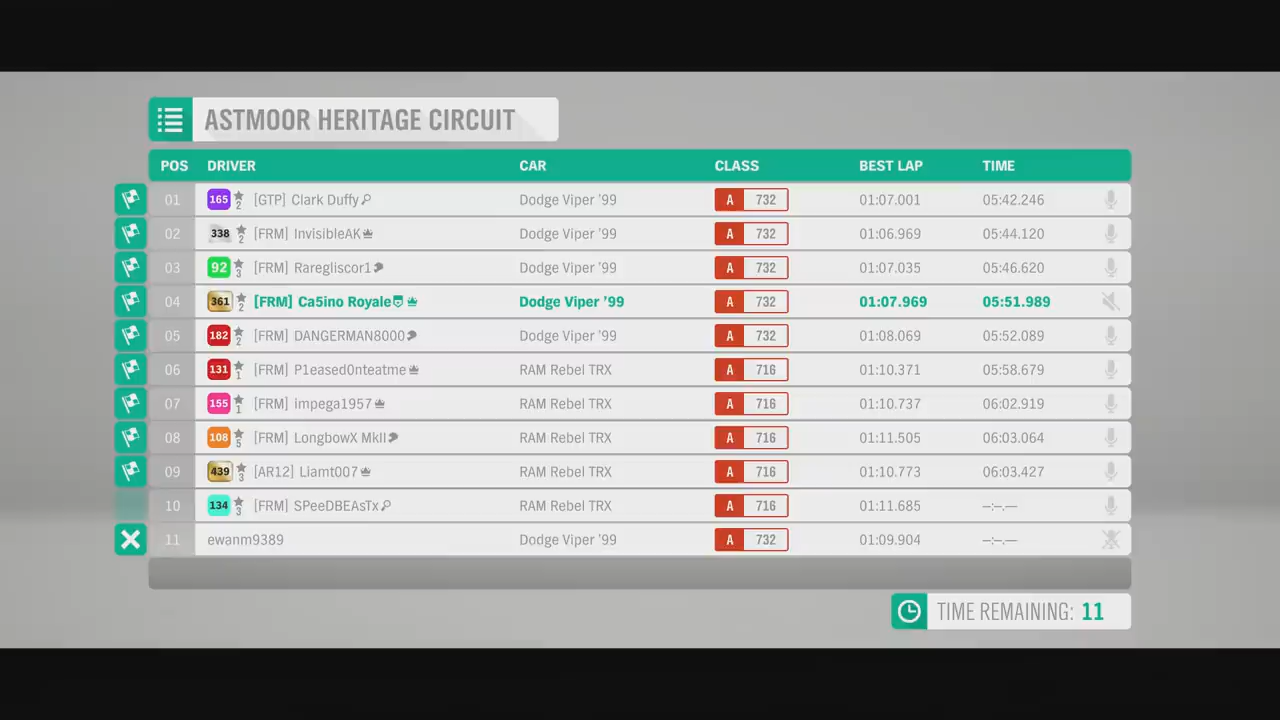 ASTMOOR HERITAGE CIRCUIT
POS DRIVER CAR CLASS BEST LAP TIME
01 165 2 [GTP] Clark Duffy Dodge Viper '99 A 732 01:07.001 05:42.246
02 338 2 [FRM] InvisibleAK Dodge Viper '99 A 732 01:06.969 05:44.120
03 92 3 [FRM] Raregliscor1 Dodge Viper '99 A 732 01:07.035 05:46.620
04 361 2 [FRM] Ca5ino Royale Dodge Viper '99 A 732 01:07.969 05:51.989
05 182 2 [FRM] DANGERMAN8000 Dodge Viper '99 A 732 01:08.069 05:52.089
06 131 1 [FRM] P1eased0nteatme RAM Rebel TRX A 716 01:10.371 05:58.679
07 155 1 [FRM] impega1957 RAM Rebel TRX A 716 01:10.737 06:02.919
08 108 5 [FRM] LongbowX MkII RAM Rebel TRX A 716 01:11.505 06:03.064
09 439 3 [AR12] Liamt007 RAM Rebel TRX A 716 01:10.773 06:03.427
10 134 3 [FRM] SPeeDBEAsTx RAM Rebel TRX A 716 01:11.685 --:--.---
11 ewanm9389 Dodge Viper '99 A 732 01:09.904 --:--.---
TIME REMAINING: 11